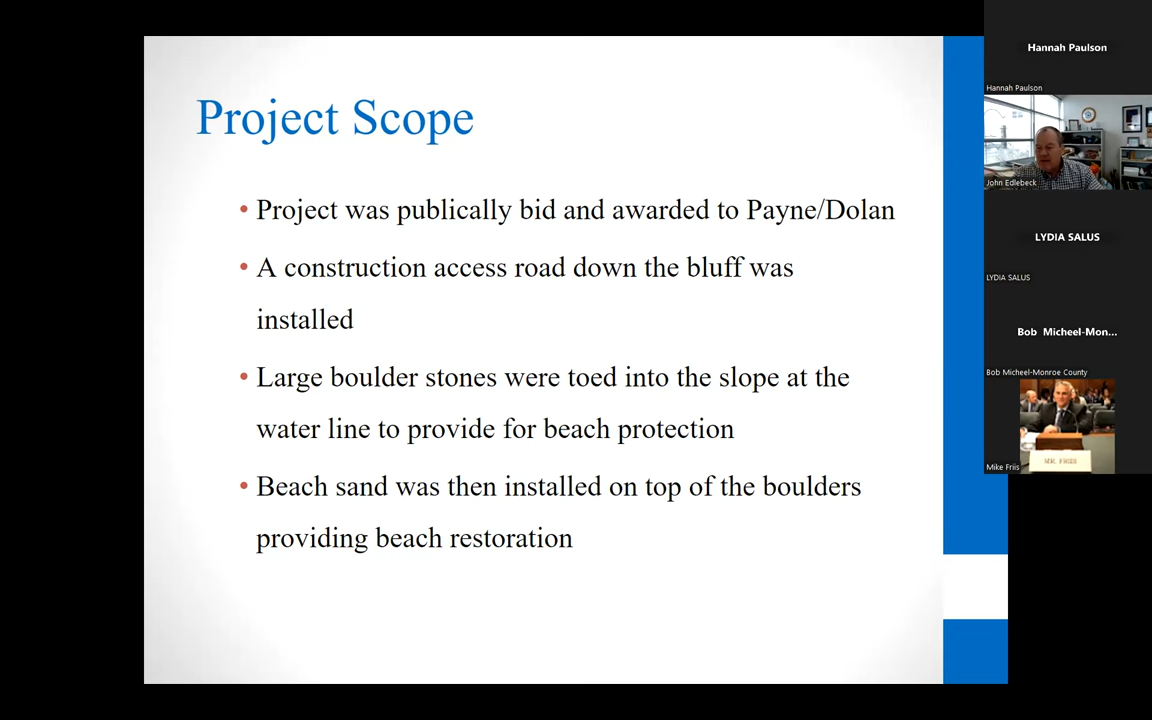 Project Scope
• Project was publically bid and awarded to Payne/Dolan
• A construction access road down the bluff was
installed
• Large boulder stones were toed into the slope at the
water line to provide for beach protection
• Beach sand was then installed on top of the boulders
providing beach restoration
Hannah Paulson
Hannah Paulson
John Edlebeck
LYDIA SALUS
LYDIA SALUS
Bob Micheel-Mon...
Bob Micheel-Monroe County
MR. FRIIS
Mike Friis